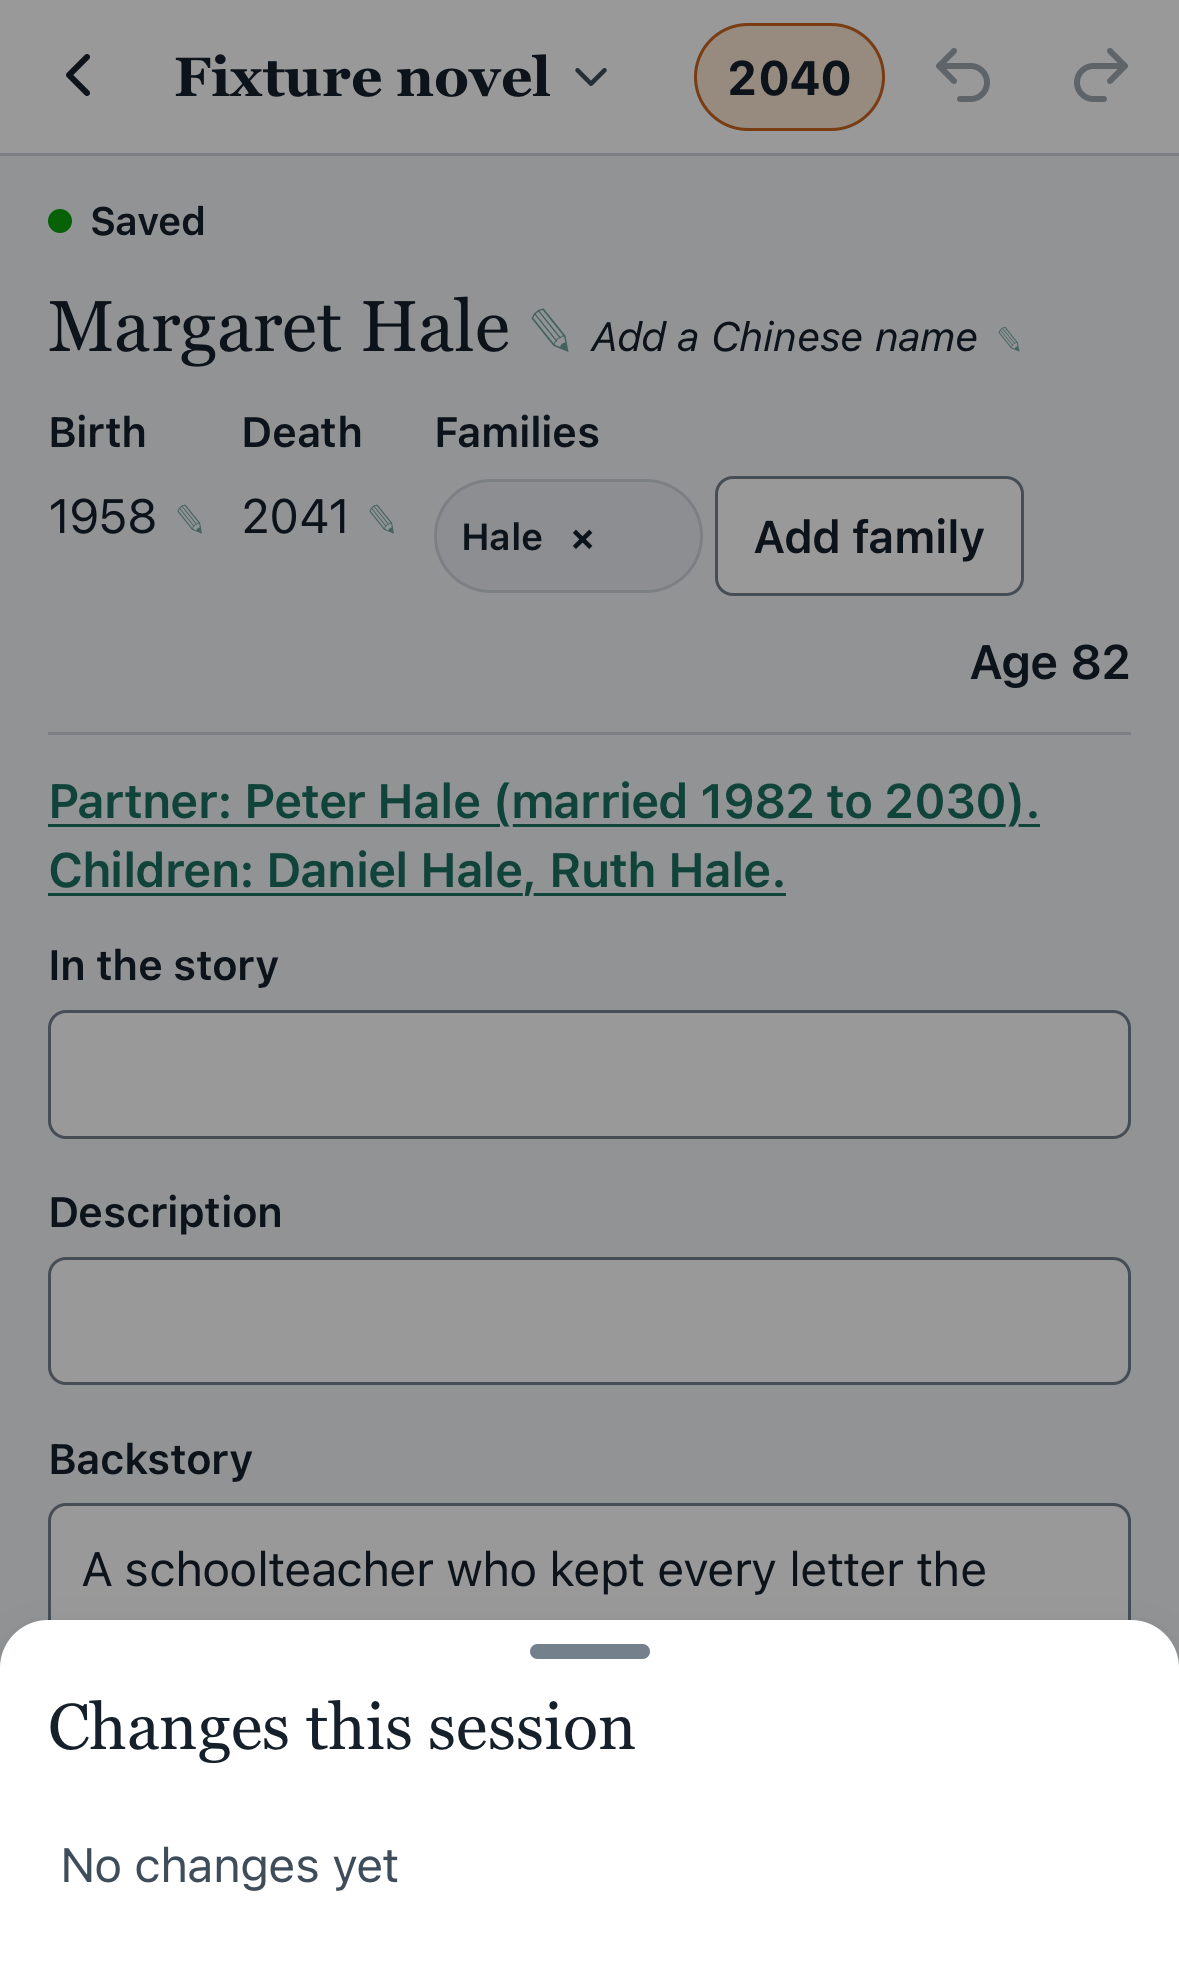 Fixture novel
2040
Saved
Margaret Hale Add a Chinese name
Birth Death Families
1958 2041 Hale × Add family
Age 82
Partner: Peter Hale (married 1982 to 2030).
Children: Daniel Hale, Ruth Hale.
In the story
Description
Backstory
A schoolteacher who kept every letter the
Changes this session
No changes yet